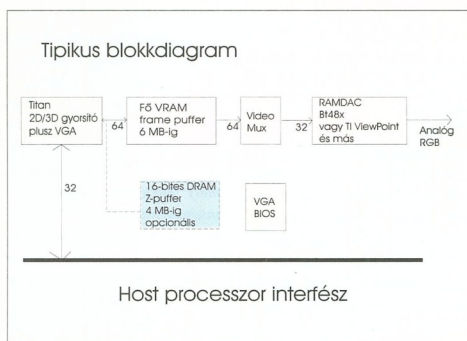 Tipikus blokkdiagram
Titan
2D/3D gyorsító
plusz VGA
64
Fő VRAM
frame puffer
6 MB-ig
64
Video
Mux
32
RAMDAC
Bt48x
vagy TI ViewPoint
és más
Analóg
RGB
32
16-bites DRAM
Z-puffer
4 MB-ig
opcionális
VGA
BIOS
Host processzor interfész